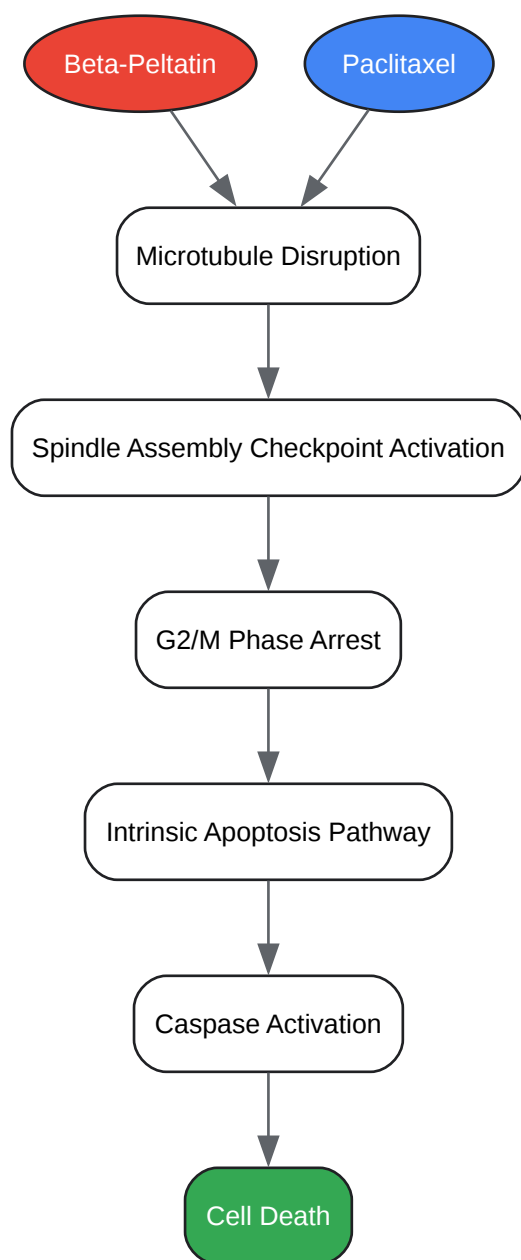 Beta-Peltatin
Paclitaxel
Microtubule Disruption
Spindle Assembly Checkpoint Activation
G2/M Phase Arrest
Intrinsic Apoptosis Pathway
Caspase Activation
Cell Death